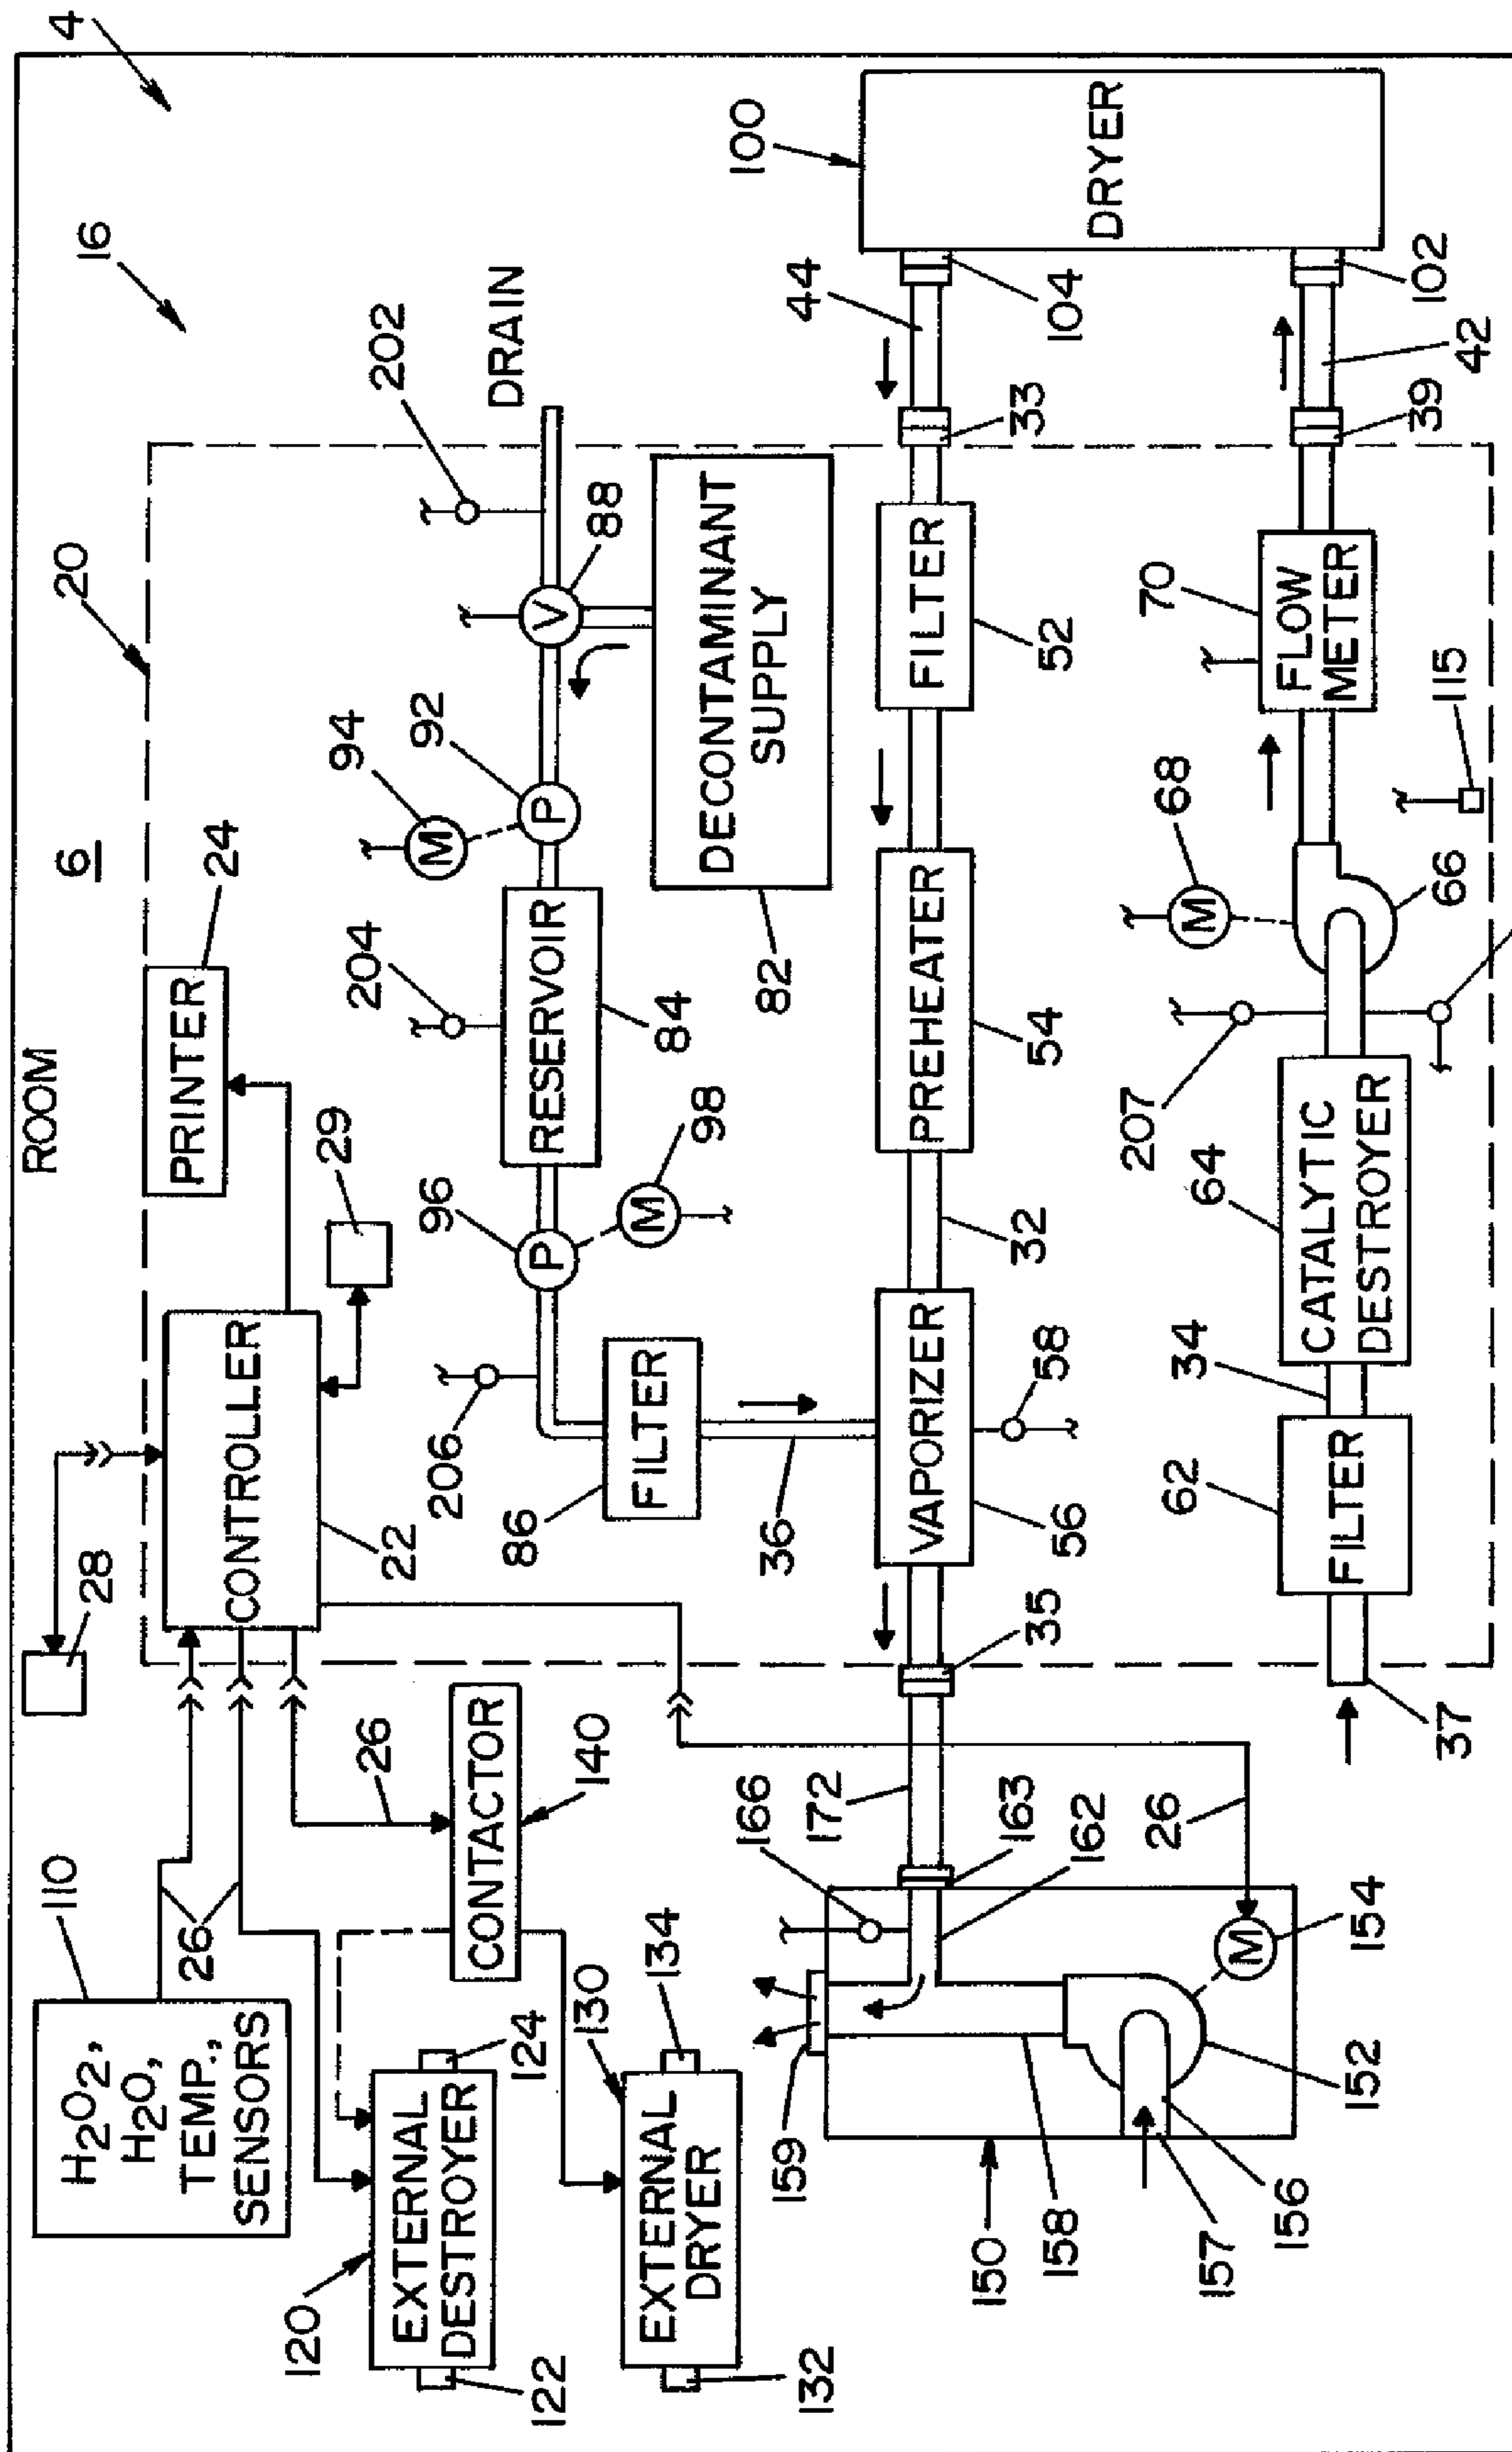 4
16
ROOM
6
20
PRINTER
24
28
CONTROLLER
22
29
110
H2O2,
H2O,
TEMP.,
SENSORS
26
26
CONTACTOR
140
120
EXTERNAL
DESTROYER
122
124
130
EXTERNAL
DRYER
132
134
202
DRAIN
V
88
94
M
92
P
204
RESERVOIR
84
96
P
M
98
206
86
FILTER
36
DECONTAMINANT
SUPPLY
82
100
DRYER
104
44
33
FILTER
52
PREHEATER
54
32
VAPORIZER
56
58
35
172
163
166
162
159
158
150
157
156
152
M
154
26
102
42
39
70
FLOW
METER
115
68
M
66
207
CATALYTIC
DESTROYER
64
34
62
FILTER
37